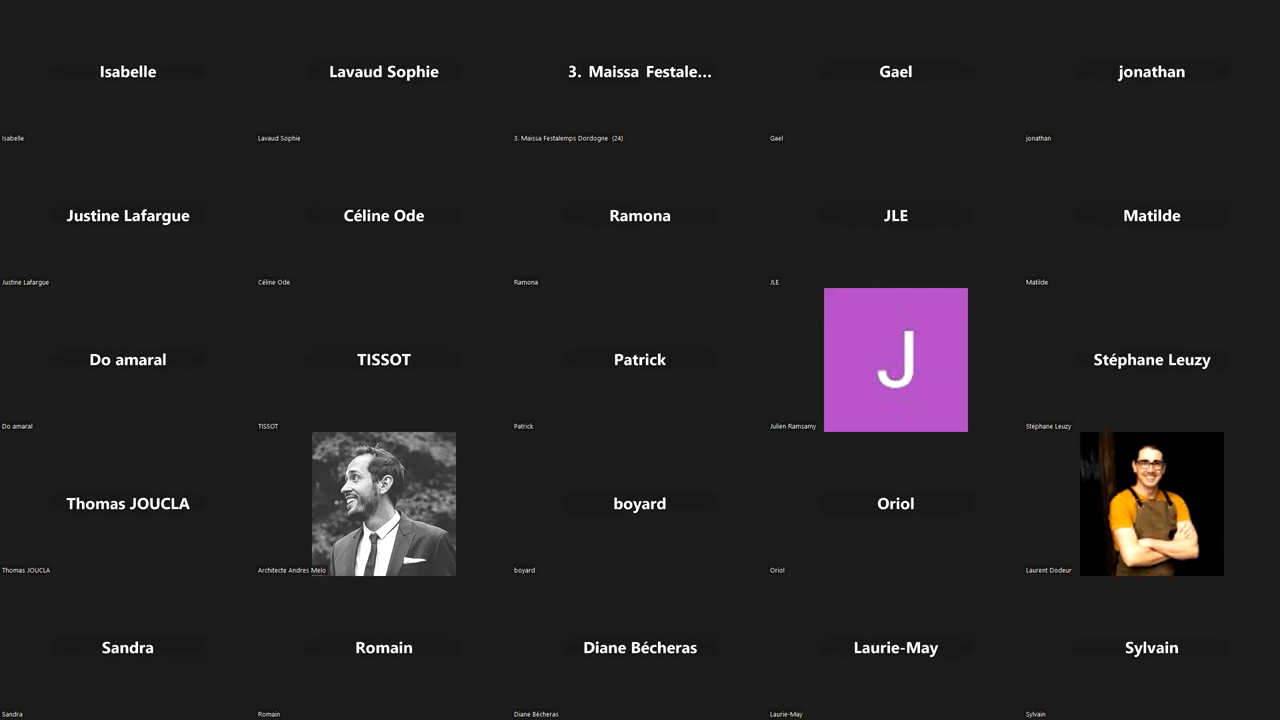 Isabelle
Lavaud Sophie
3. Maissa Festale...
Gael
jonathan
Isabelle
Lavaud Sophie
3. Maissa Festalemps Dordogne (24)
Gael
jonathan
Justine Lafargue
Céline Ode
Ramona
JLE
Matilde
Justine Lafargue
Céline Ode
Ramona
JLE
Matilde
Do amaral
TISSOT
Patrick
J
Stéphane Leuzy
Do amaral
TISSOT
Patrick
Julien Ramsamy
Stéphane Leuzy
Thomas JOUCLA
boyard
Oriol
Thomas JOUCLA
Architecte Andres Melo
boyard
Oriol
Laurent Dodeur
Sandra
Romain
Diane Bécheras
Laurie-May
Sylvain
Sandra
Romain
Diane Bécheras
Laurie-May
Sylvain